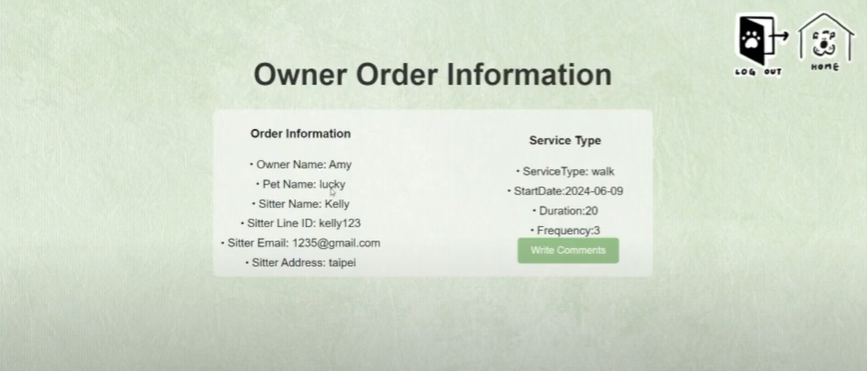 LOG OUT
HOME
Owner Order Information
Order Information
• Owner Name: Amy
• Pet Name: lucky
• Sitter Name: Kelly
• Sitter Line ID: kelly123
• Sitter Email: 1235@gmail.com
• Sitter Address: taipei
Service Type
• ServiceType: walk
• StartDate:2024-06-09
• Duration:20
• Frequency:3
Write Comments